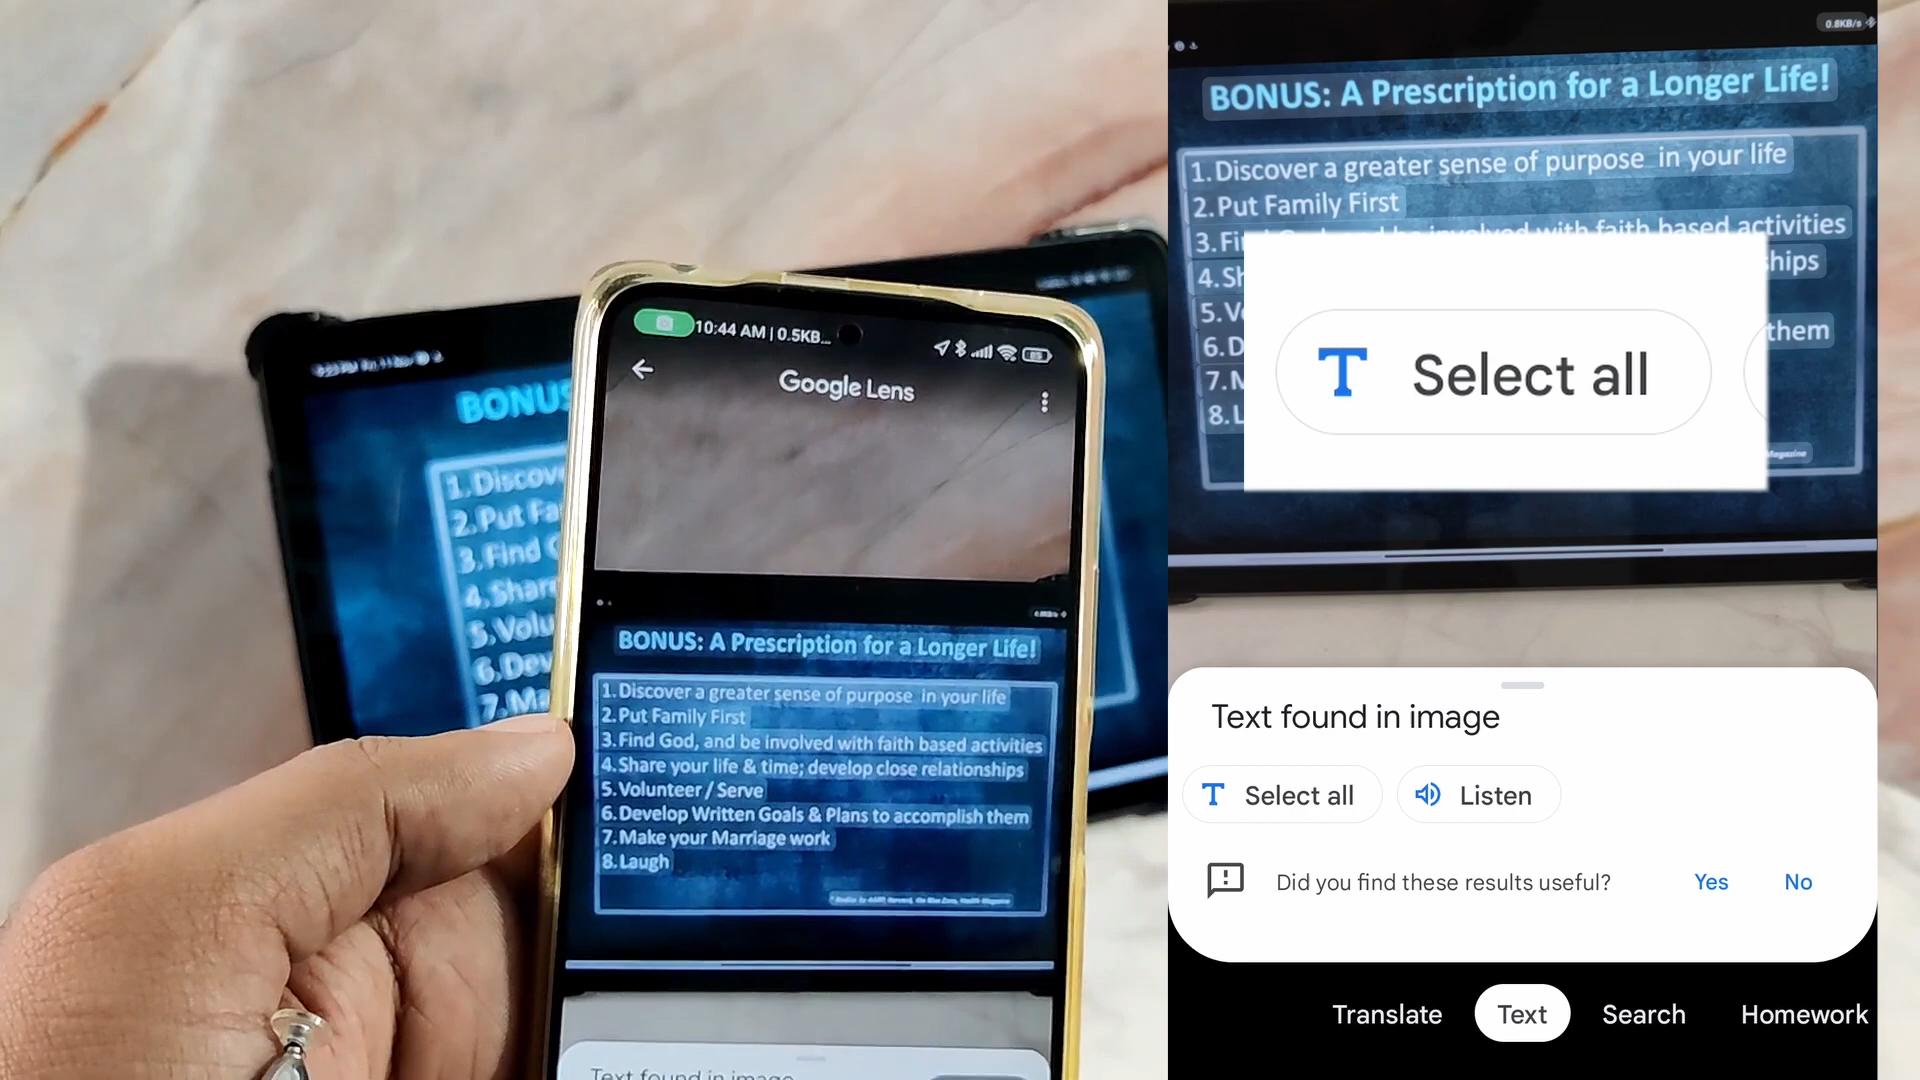 BONUS
1.Discov
2.Put Fa
3.Find
4.Shar
5.Volu
6.Dev
7.Ma
10:44 AM | 0.5KB...
85
Google Lens
BONUS: A Prescription for a Longer Life!
1.Discover a greater sense of purpose in your life
2.Put Family First
3.Find God, and be involved with faith based activities
4.Share your life & time; develop close relationships
5.Volunteer / Serve
6.Develop Written Goals & Plans to accomplish them
7.Make your Marriage work
8.Laugh
Text found in image
0.8KB/s
BONUS: A Prescription for a Longer Life!
1.Discover a greater sense of purpose in your life
2.Put Family First
3.Fi involved with faith based activities
4.Sh ships
5.Vo
6.D them
7.M
8.L
Magazine
T Select all
Text found in image
T Select all Listen
Did you find these results useful? Yes No
Translate Text Search Homework